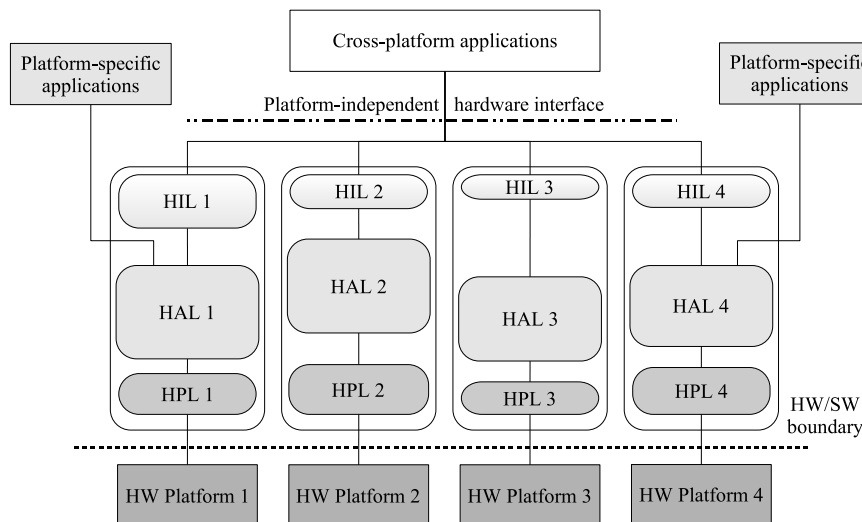 Cross-platform applications
Platform-specific
applications
Platform-specific
applications
Platform-independent hardware interface
HIL 1
HIL 2
HIL 3
HIL 4
HAL 1
HAL 2
HAL 3
HAL 4
HPL 1
HPL 2
HPL 3
HPL 4
HW/SW
boundary
HW Platform 1
HW Platform 2
HW Platform 3
HW Platform 4